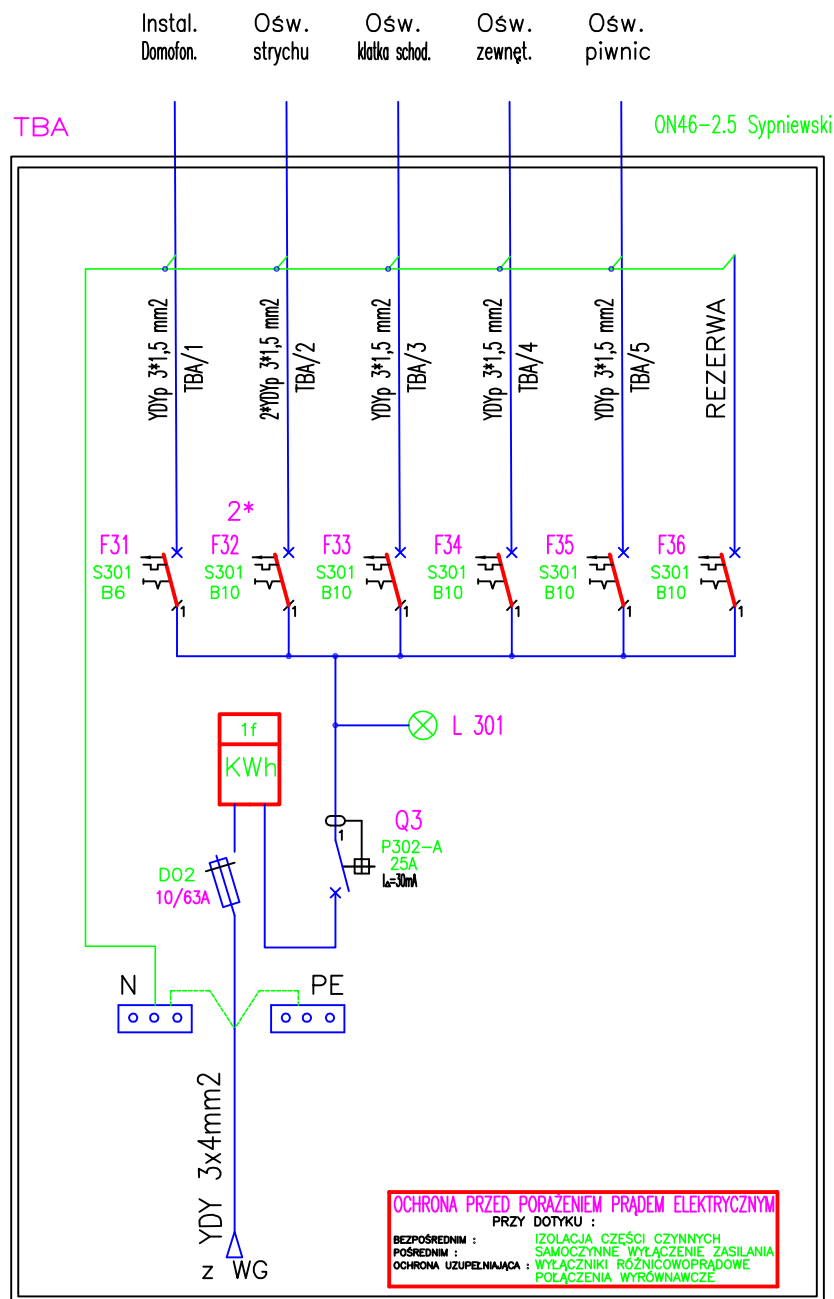 Instal. Domofon.
Ośw. strychu
Ośw. klatka schod.
Ośw. zewnęt.
Ośw. piwnic
TBA
ON46-2.5 Sypniewski
YDYp 3*1,5 mm2
TBA/1
2*YDYp 3*1,5 mm2
TBA/2
YDYp 3*1,5 mm2
TBA/3
YDYp 3*1,5 mm2
TBA/4
YDYp 3*1,5 mm2
TBA/5
REZERWA
2*
F31
S301
B6
1
F32
S301
B10
1
F33
S301
B10
1
F34
S301
B10
1
F35
S301
B10
1
F36
S301
B10
1
1f
KWh
L 301
1
Q3
P302-A
25A
I△=30mA
D02
10/63A
N
PE
YDY 3x4mm2
z WG
OCHRONA PRZED PORAŻENIEM PRĄDEM ELEKTRYCZNYM
PRZY DOTYKU :
BEZPOŚREDNIM : IZOLACJA CZĘŚCI CZYNNYCH
POŚREDNIM : SAMOCZYNNE WYŁĄCZENIE ZASILANIA
OCHRONA UZUPEŁNIAJĄCA : WYŁĄCZNIKI RÓŻNICOWOPRĄDOWE
POŁĄCZENIA WYRÓWNAWCZE